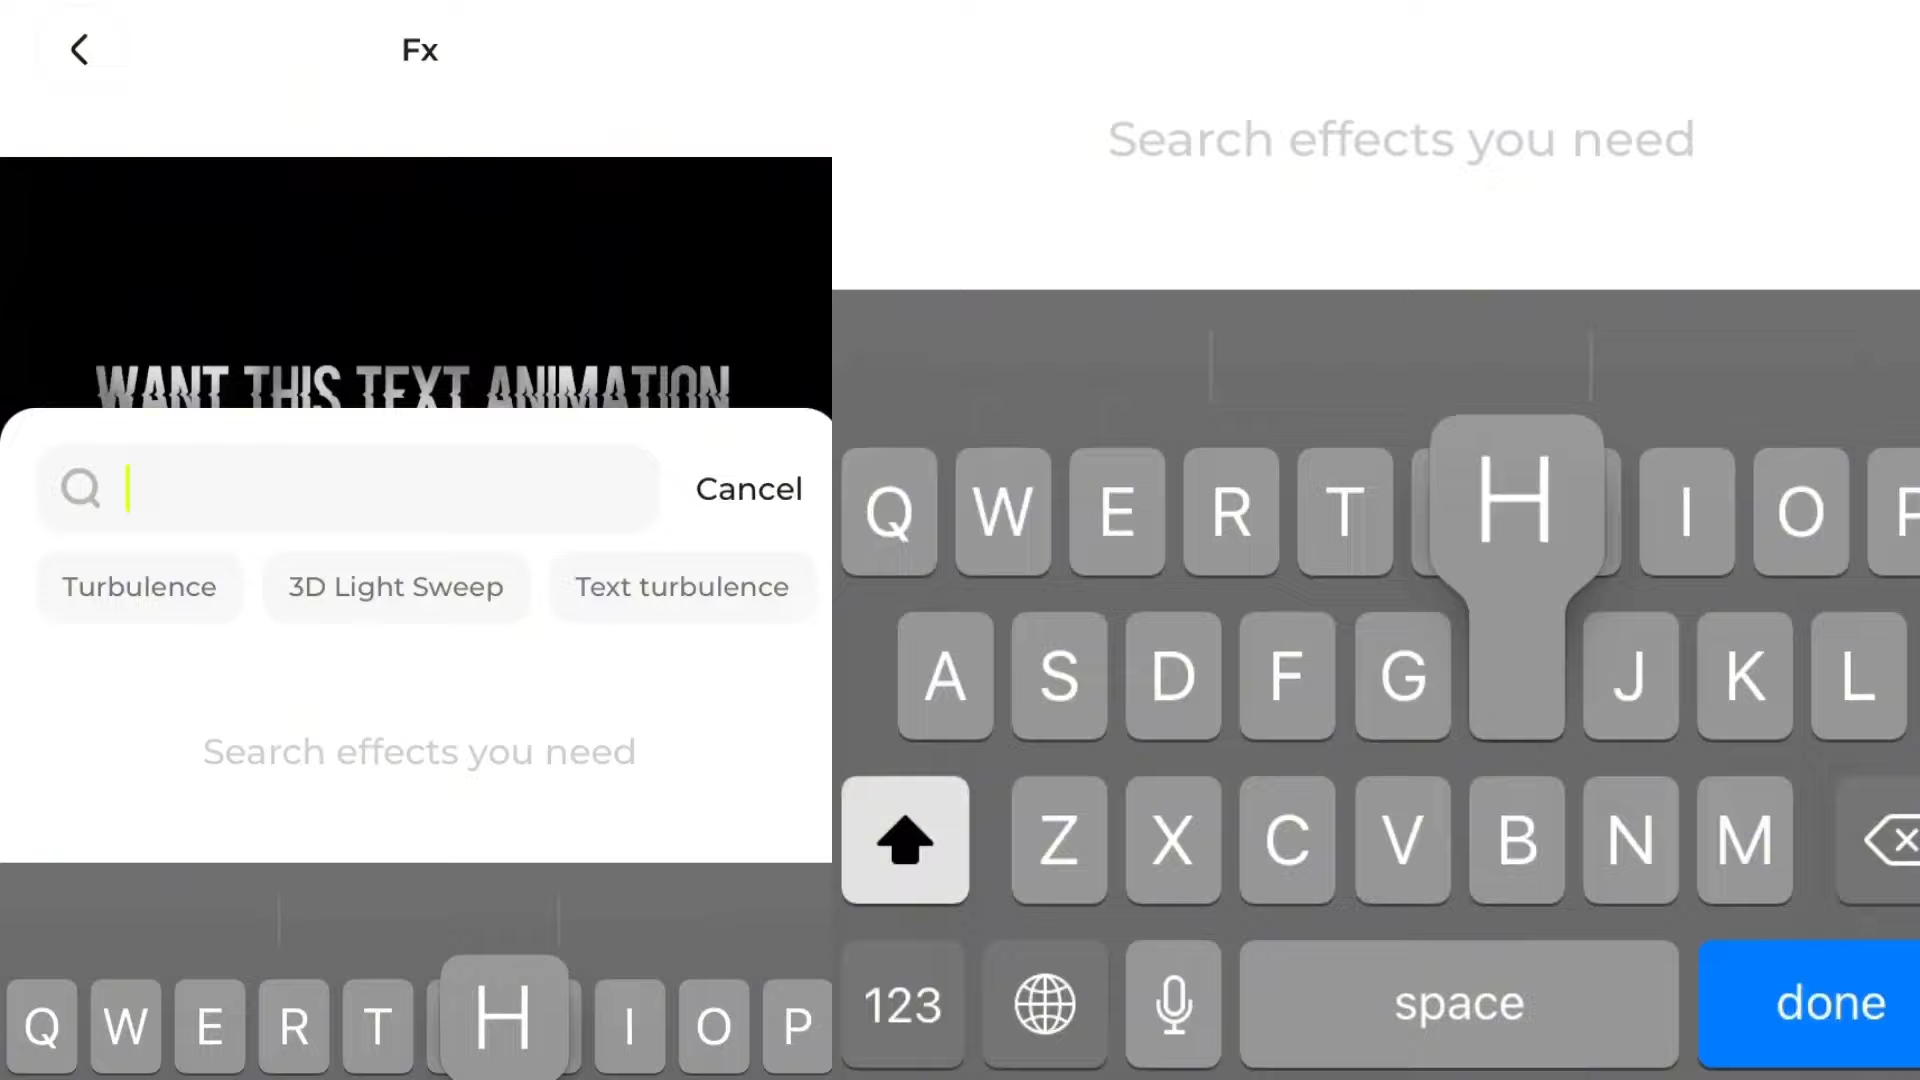 Fx
WANT THIS TEXT ANIMATION
Cancel
Turbulence 3D Light Sweep Text turbulence
Search effects you need
Q W E R T H I O P
Search effects you need
Q W E R T H I O P
A S D F G J K L
Z X C V B N M
123 space done